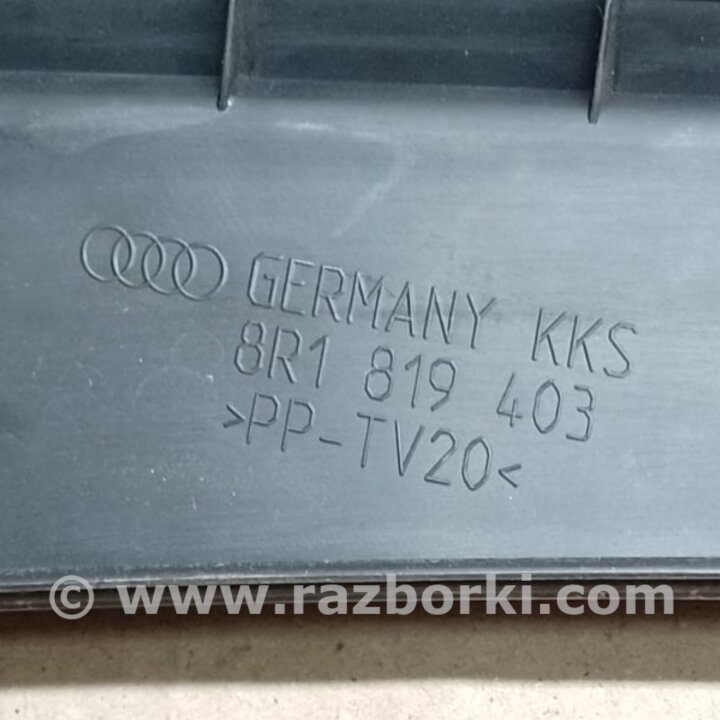 GERMANY KKS
8R1 819 403
>PP-TV20<
© www.razborki.com